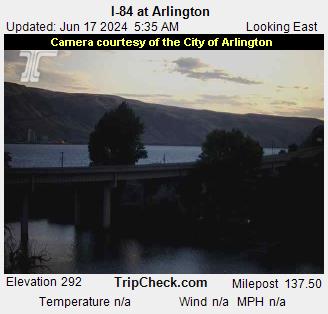 I-84 at Arlington
Updated: Jun 17 2024 5:35 AM Looking East
Camera courtesy of the City of Arlington
Elevation 292 TripCheck.com Milepost 137.50
Temperature n/a Wind n/a MPH n/a